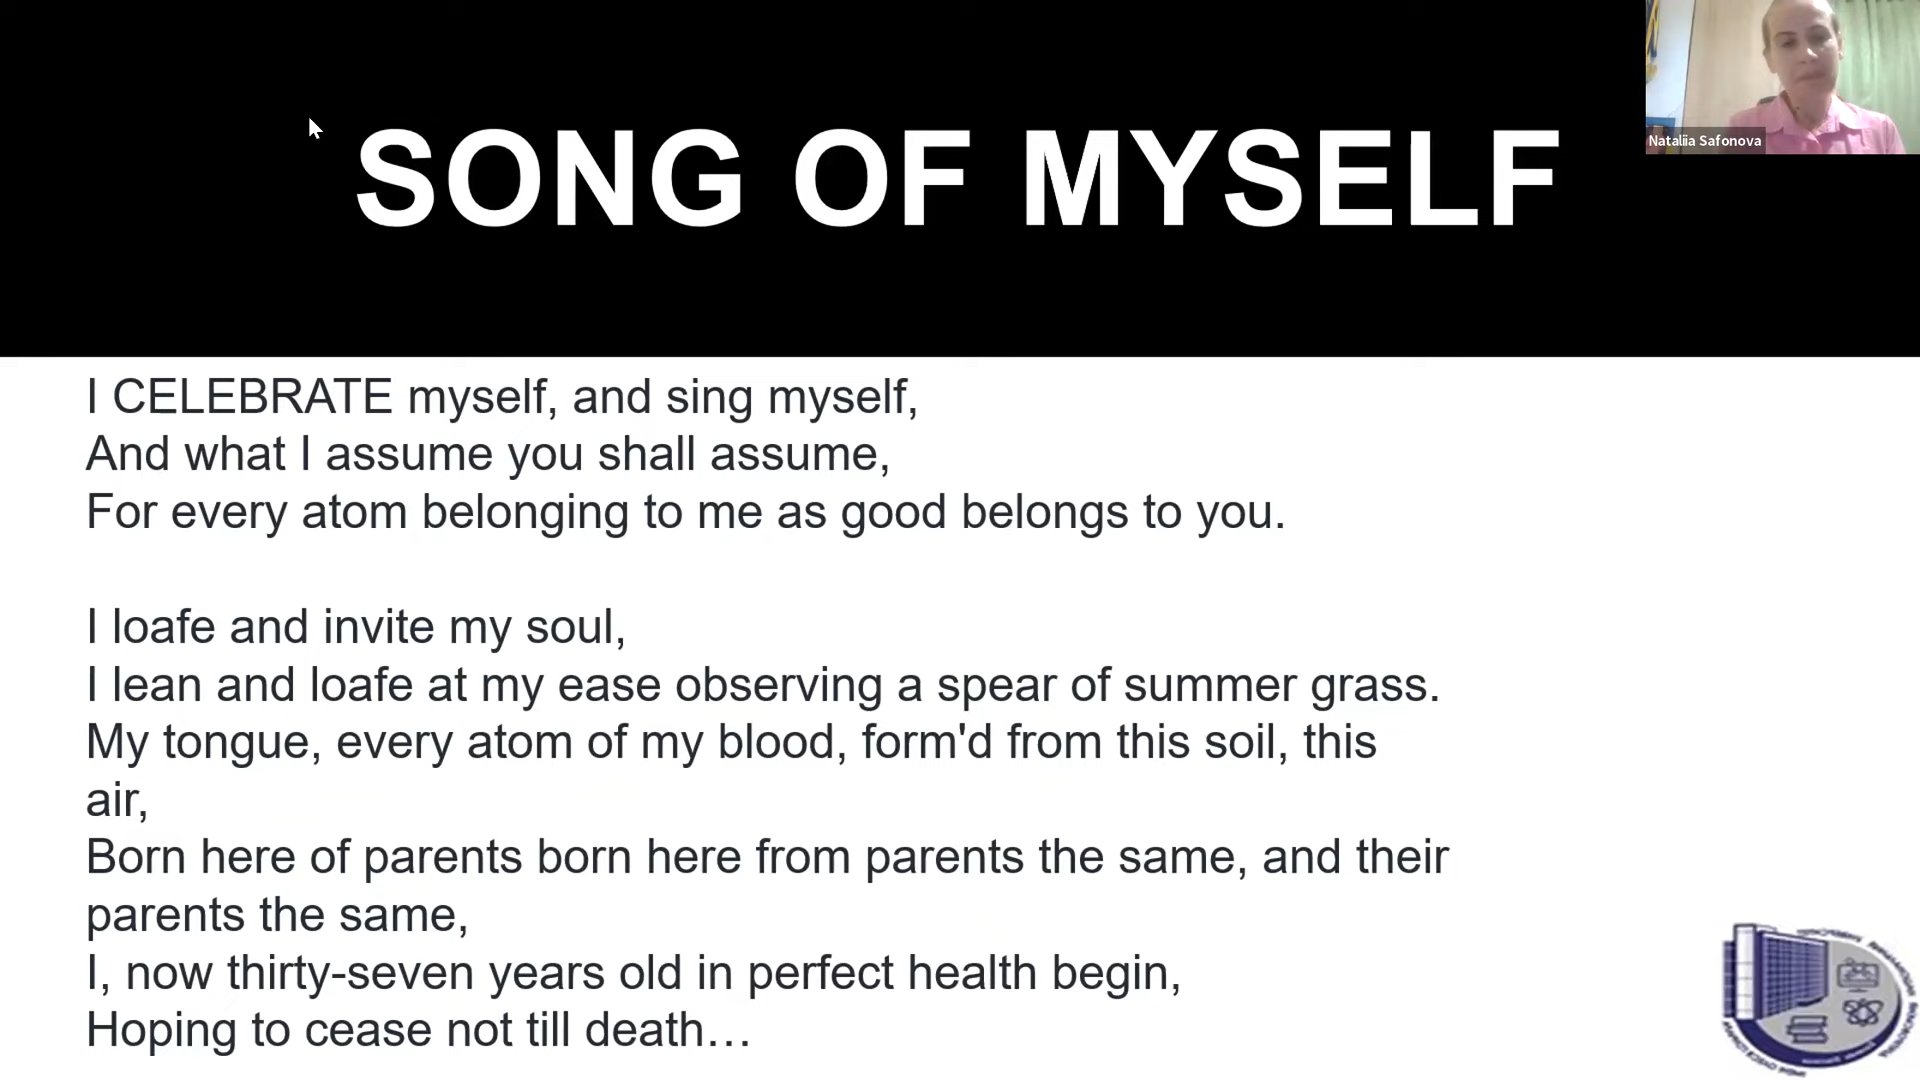 SONG OF MYSELF
Nataliia Safonova
I CELEBRATE myself, and sing myself,
And what I assume you shall assume,
For every atom belonging to me as good belongs to you.
I loafe and invite my soul,
I lean and loafe at my ease observing a spear of summer grass.
My tongue, every atom of my blood, form'd from this soil, this
air,
Born here of parents born here from parents the same, and their
parents the same,
I, now thirty-seven years old in perfect health begin,
Hoping to cease not till death…